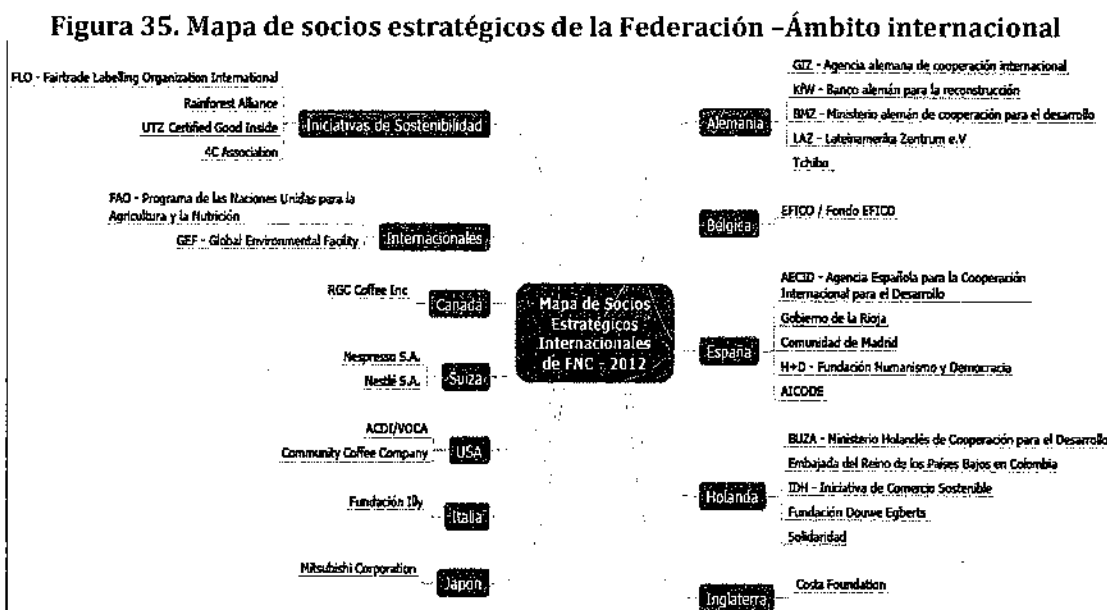 Figura 35. Mapa de socios estratégicos de la Federación –Ámbito internacional
FLO - Fairtrade Labelling Organization International
Rainforest Alliance
UTZ Certified Good Inside
4C Association
Iniciativas de Sostenibilidad
FAO - Programa de las Naciones Unidas para la
Agricultura y la Nutrición
GEF - Global Environmental Facility
Internacionales
RGC Coffee Inc
Canadá
Nespresso S.A.
Nestlé S.A.
Suiza
ACDI/VOCA
Community Coffee Company
USA
Fundación Illy
Italia
Mitsubishi Corporation
Japón
Mapa de Socios
Estratégicos
Internacionales
de FNC - 2012
GIZ - Agencia alemana de cooperación internacional
KfW - Banco alemán para la reconstrucción
BMZ - Ministerio alemán de cooperación para el desarrollo
LAZ - Lateinamerika Zentrum e.V
Tchibo
Alemania
EFICO / Fondo EFICO
Bélgica
AECID - Agencia Española para la Cooperación
Internacional para el Desarrollo
Gobierno de la Rioja
Comunidad de Madrid
H+D - Fundación Humanismo y Democracia
AICODE
España
BUZA - Ministerio Holandés de Cooperación para el Desarrollo
Embajada del Reino de los Países Bajos en Colombia
IDH - Iniciativa de Comercio Sostenible
Fundación Douwe Egberts
Solidaridad
Holanda
Costa Foundation
Inglaterra